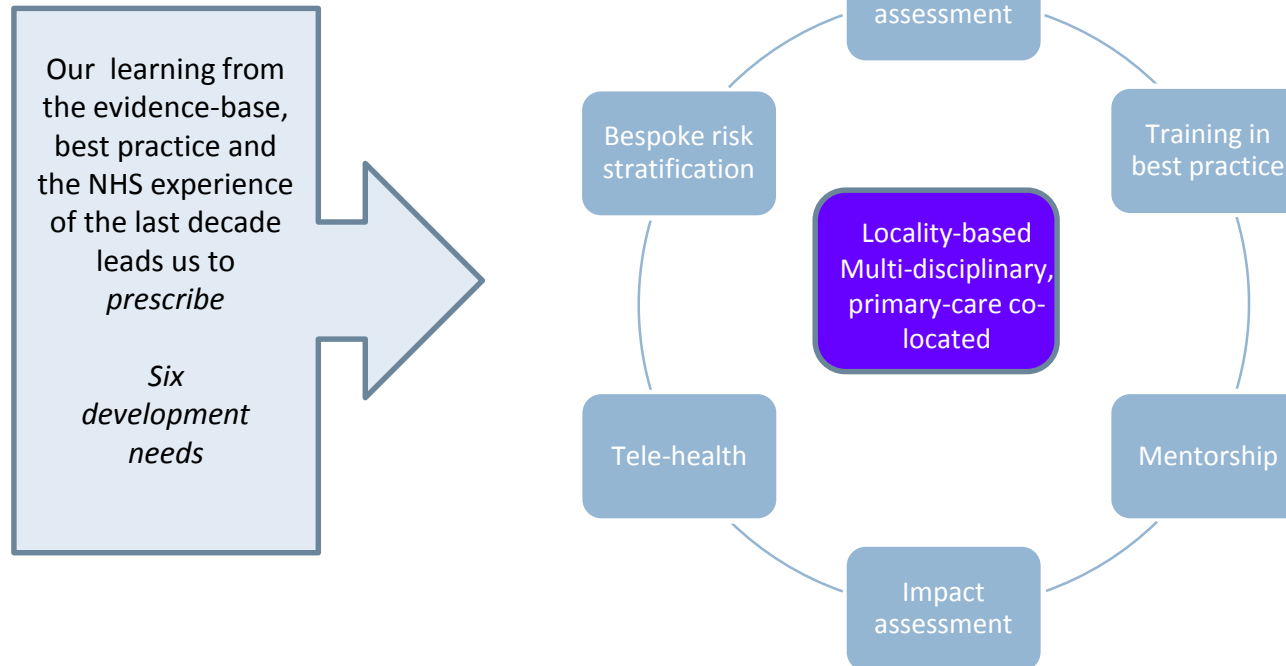 Our learning from
the evidence-base,
best practice and
the NHS experience
of the last decade
leads us to
prescribe
Six
development
needs
assessment
Training in
best practice
Mentorship
Impact
assessment
Tele-health
Bespoke risk
stratification
Locality-based
Multi-disciplinary,
primary-care co-
located